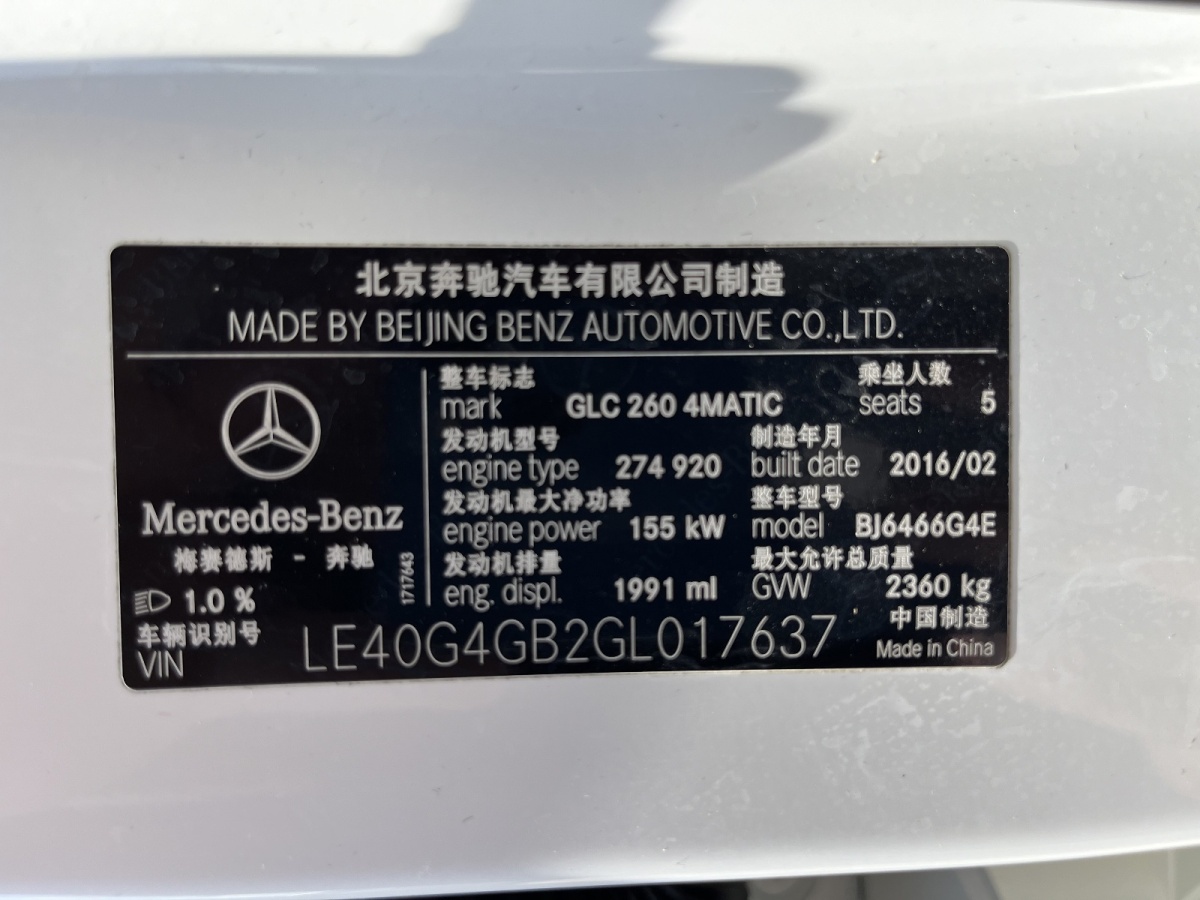 北京奔驰汽车有限公司制造
MADE BY BEIJING BENZ AUTOMOTIVE CO.,LTD.
Mercedes-Benz
梅赛德斯 - 奔驰
1717643
1.0 %
整车标志
mark GLC 260 4MATIC
乘坐人数
seats 5
发动机型号
engine type 274 920
制造年月
built date 2016/02
发动机最大净功率
engine power 155 kW
整车型号
model BJ6466G4E
发动机排量
eng. displ. 1991 ml
最大允许总质量
GVW 2360 kg
车辆识别号
VIN LE40G4GB2GL017637
中国制造
Made in China